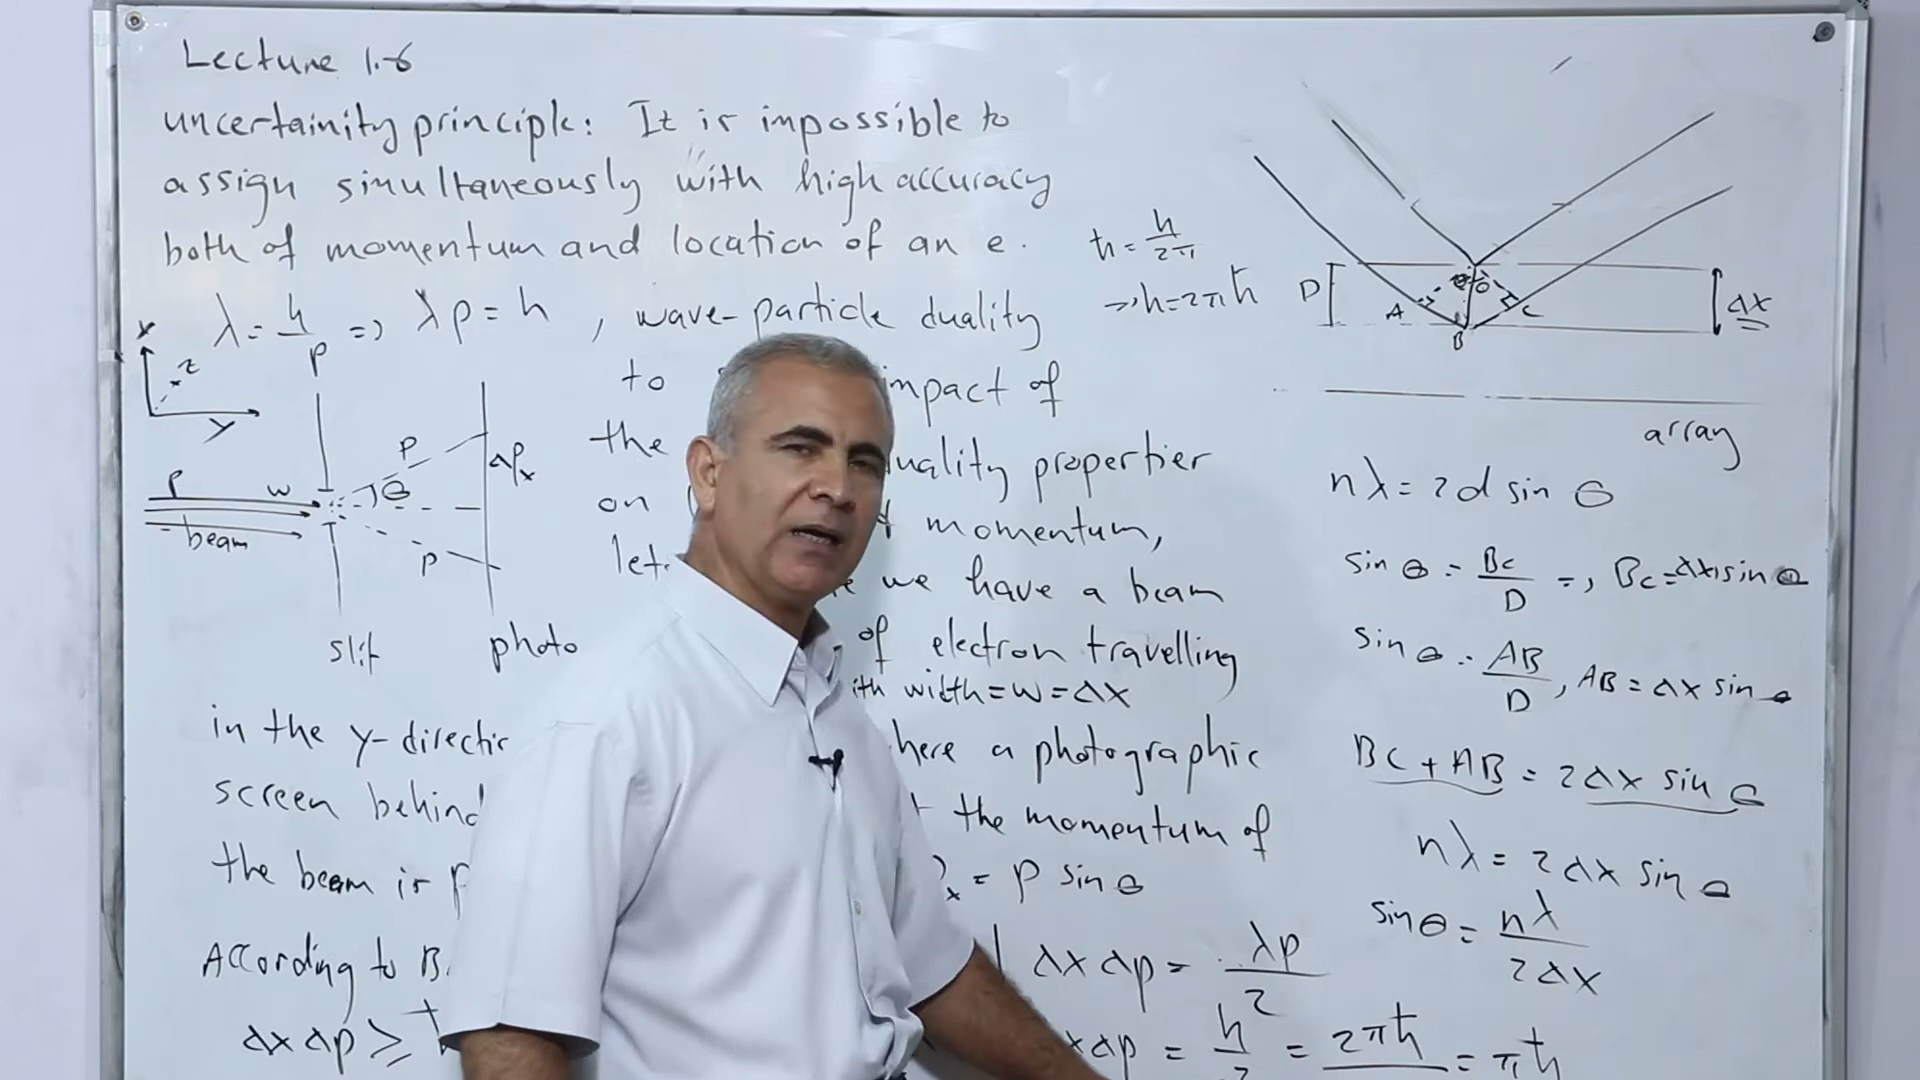 Lecture 1.6
uncertainity principle: It is impossible to
assign simultaneously with high accuracy
both of momentum and location of an e.
ħ = h/2π
λ = h/p => λp = h , wave-particle duality
=> h = 2πħ
to impact of
the duality properties
on momentum,
let we have a beam
of electron travelling
with width = w = Δx
x
z
y
p
w
beam
θ
p
p
Δpx
slit
photo
in the y-directic
screen behind here a photographic
the momentum of
the beam is p
x = p sin θ
According to B.
Δx Δp = λp/2
Δx Δp ≥
xΔp = h/2 = 2πħ = πħ
D
A
B
C
θ θ
Δx
array
nλ = 2d sin θ
sin θ = BC/D =, BC = Δx sin θ
sin θ = AB/D , AB = Δx sin θ
BC + AB = 2Δx sin θ
nλ = 2Δx sin θ
sin θ = nλ/2Δx